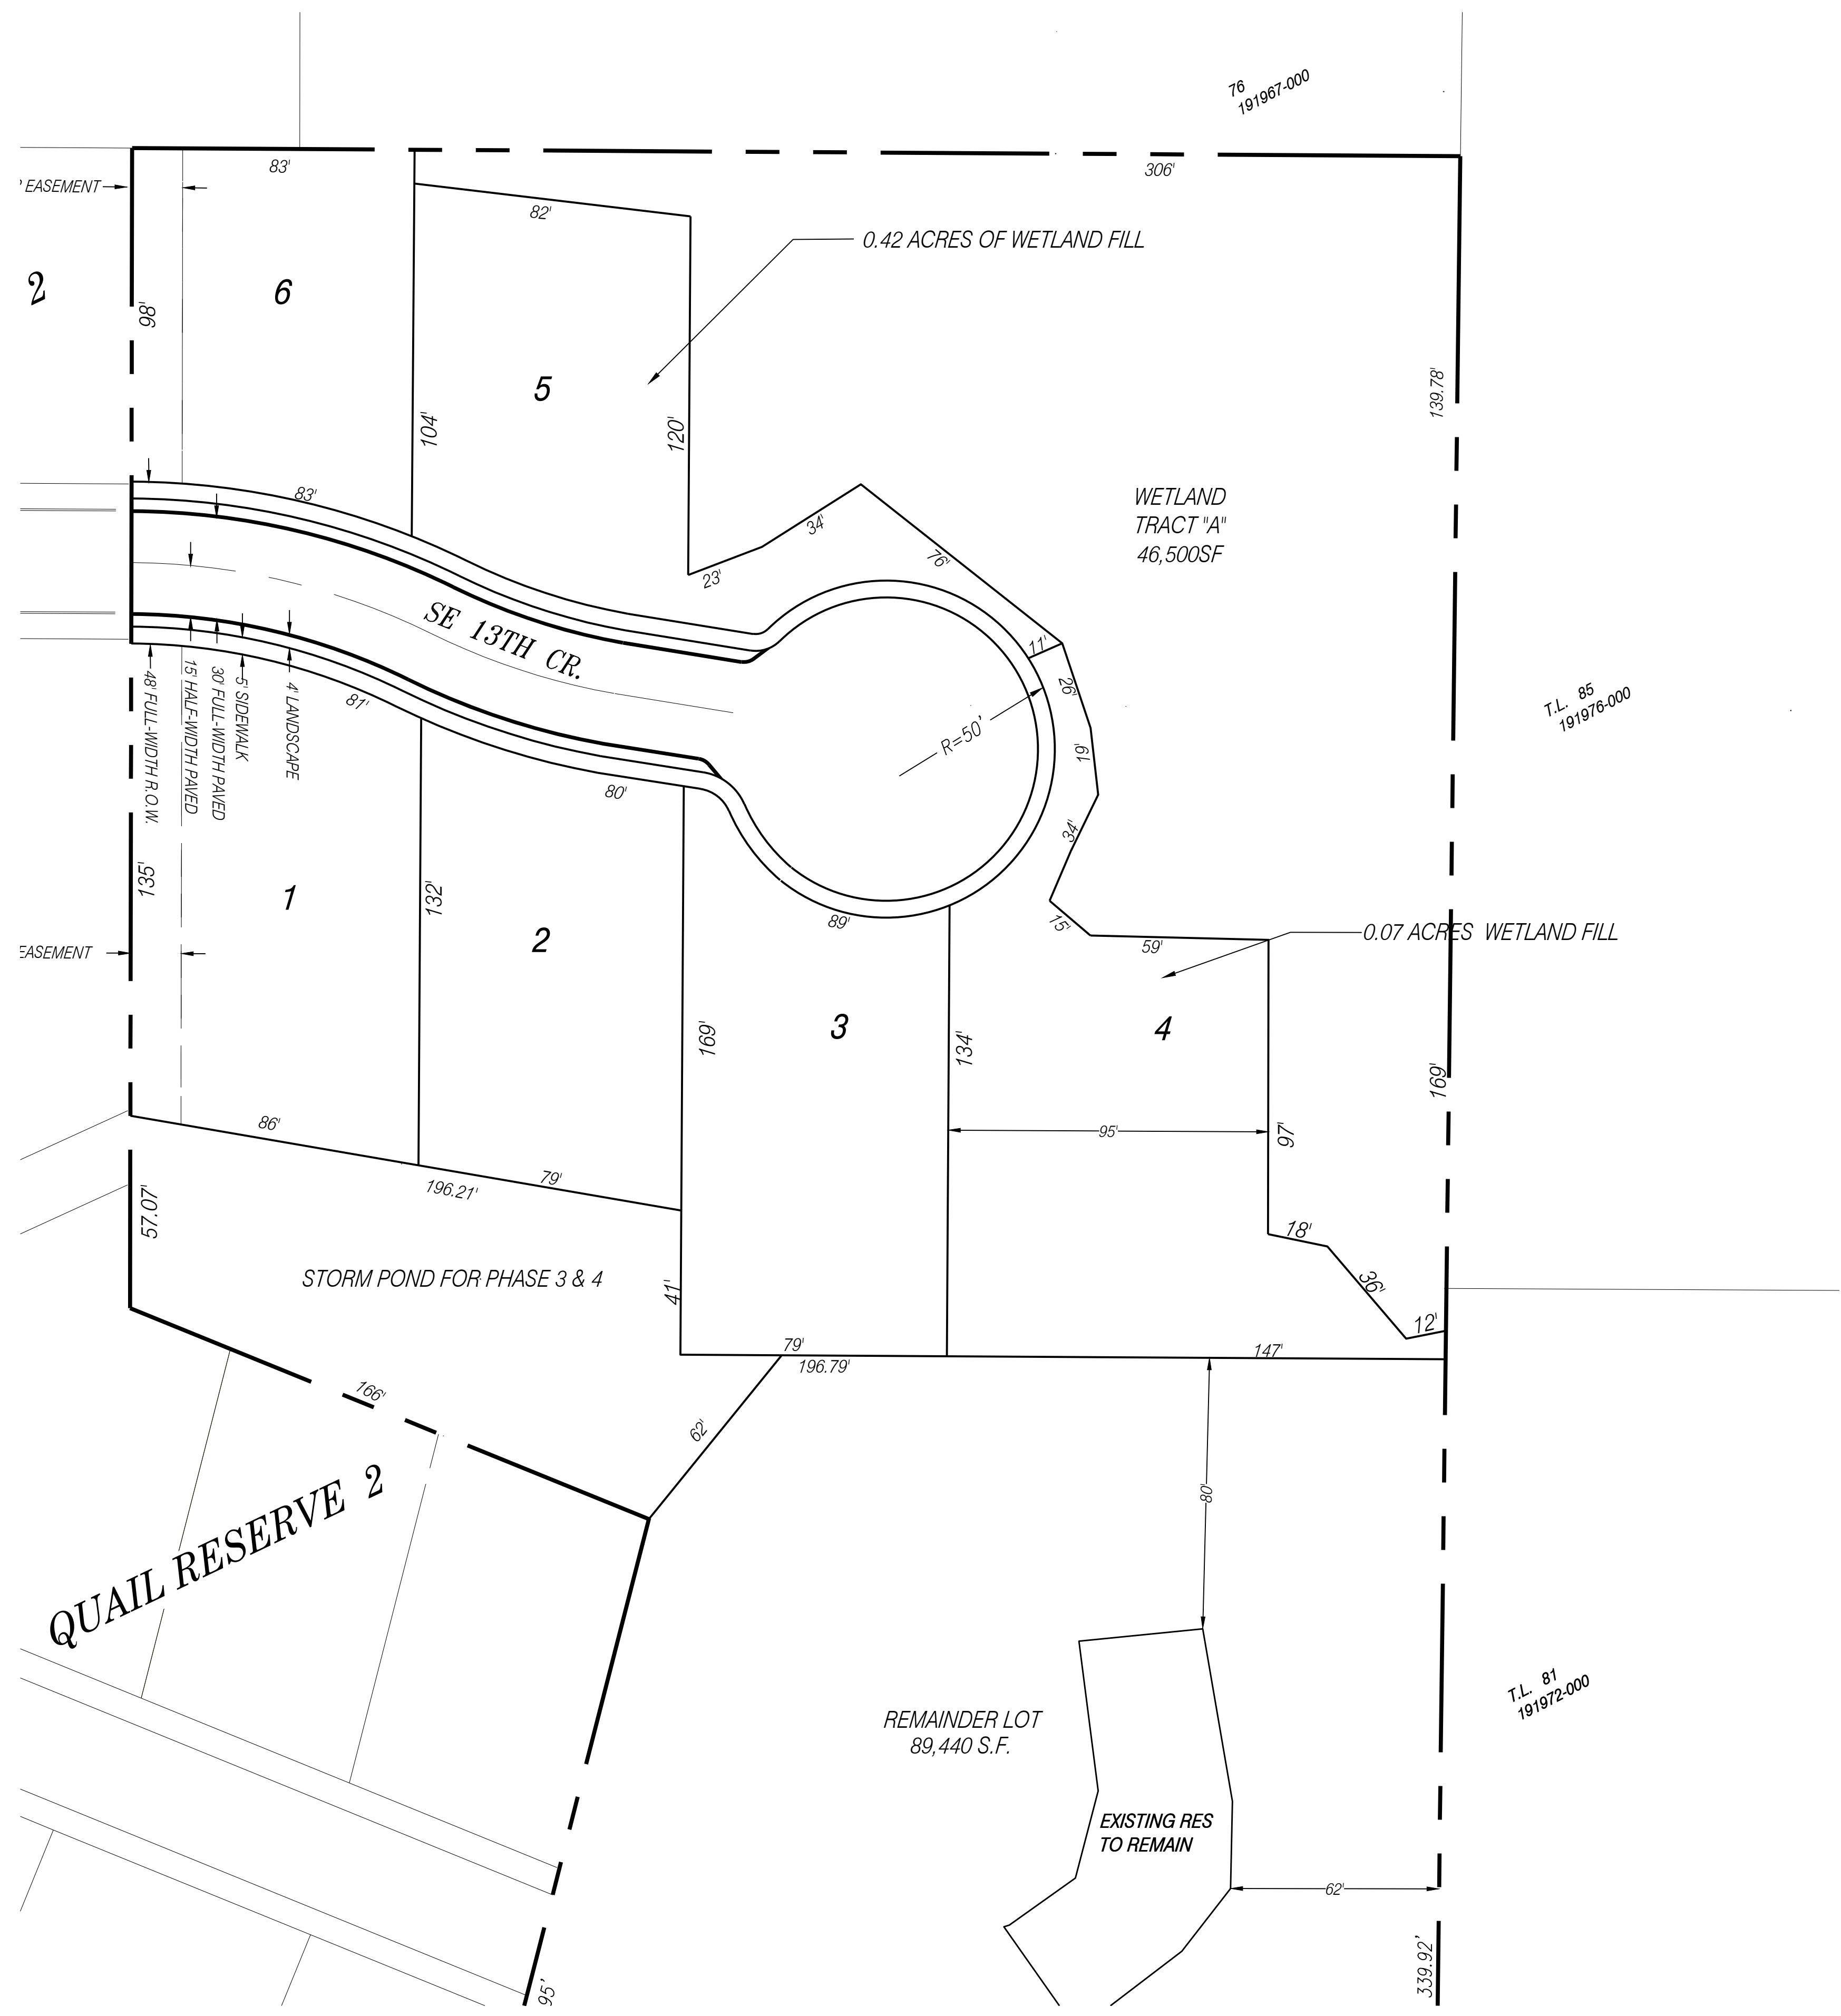 76
191967-000
83'
306'
EASEMENT
82'
0.42 ACRES OF WETLAND FILL
2
6
98'
5
139.78'
104'
120'
83'
WETLAND
TRACT "A"
46,500SF
34'
76'
23'
SE 13TH CR.
11'
26'
R=50'
19'
T.L. 85
191976-000
48' FULL-WIDTH R.O.W.
15' HALF-WIDTH PAVED
30' FULL-WIDTH PAVED
5' SIDEWALK
4' LANDSCAPE
81'
80'
34'
135'
1
132'
89'
15'
0.07 ACRES WETLAND FILL
2
59'
EASEMENT
169'
3
134'
4
169'
86'
95'
97'
79'
196.21'
57.07'
18'
STORM POND FOR PHASE 3 & 4
41'
36'
12'
79'
147'
196.79'
166'
62'
80'
QUAIL RESERVE 2
T.L. 81
191972-000
REMAINDER LOT
89,440 S.F.
EXISTING RES
TO REMAIN
62'
339.92'
95'